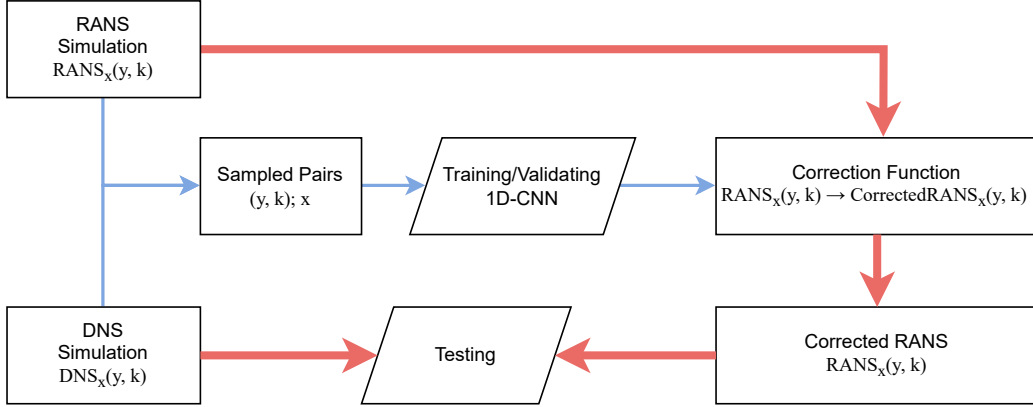 RANS
Simulation
RANSₓ(y, k)
Sampled Pairs
(y, k); x
Training/Validating
1D-CNN
Correction Function
RANSₓ(y, k) → CorrectedRANSₓ(y, k)
DNS
Simulation
DNSₓ(y, k)
Testing
Corrected RANS
RANSₓ(y, k)